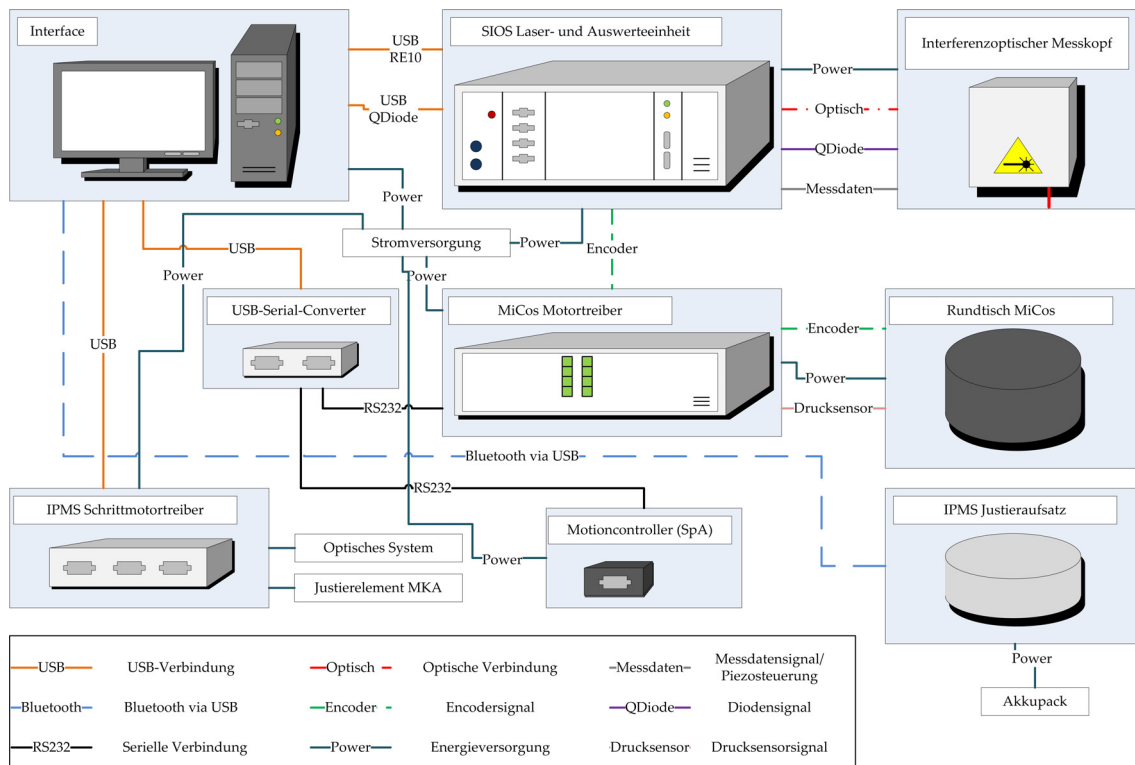 Interface
USB
RE10
USB
QDiode
SIOS Laser- und Auswerteeinheit
Interferenzoptischer Messkopf
Power
Optisch
QDiode
Messdaten
Power
Stromversorgung
Power
Encoder
USB
Power
Power
USB-Serial-Converter
MiCos Motortreiber
Encoder
Rundtisch MiCos
USB
Power
RS232
Drucksensor
Bluetooth via USB
RS232
IPMS Schrittmotortreiber
Optisches System
Justierelement MKA
Motioncontroller (SpA)
Power
IPMS Justieraufsatz
Power
Akkupack
USB
USB-Verbindung
Optisch
Optische Verbindung
Messdaten
Messdatensignal/
Piezosteuerung
Bluetooth
Bluetooth via USB
Encoder
Encodersignal
QDiode
Diodensignal
RS232
Serielle Verbindung
Power
Energieversorgung
Drucksensor
Drucksensorsignal